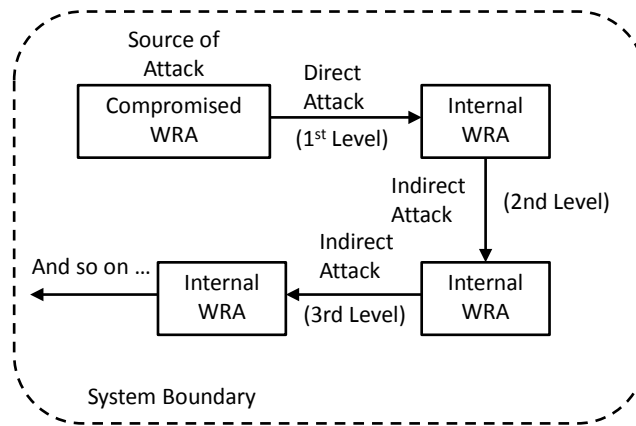 Source of
Attack
Compromised
WRA
Direct
Attack
(1st Level)
Internal
WRA
Indirect
Attack
(2nd Level)
Internal
WRA
Indirect
Attack
(3rd Level)
Internal
WRA
And so on ...
System Boundary